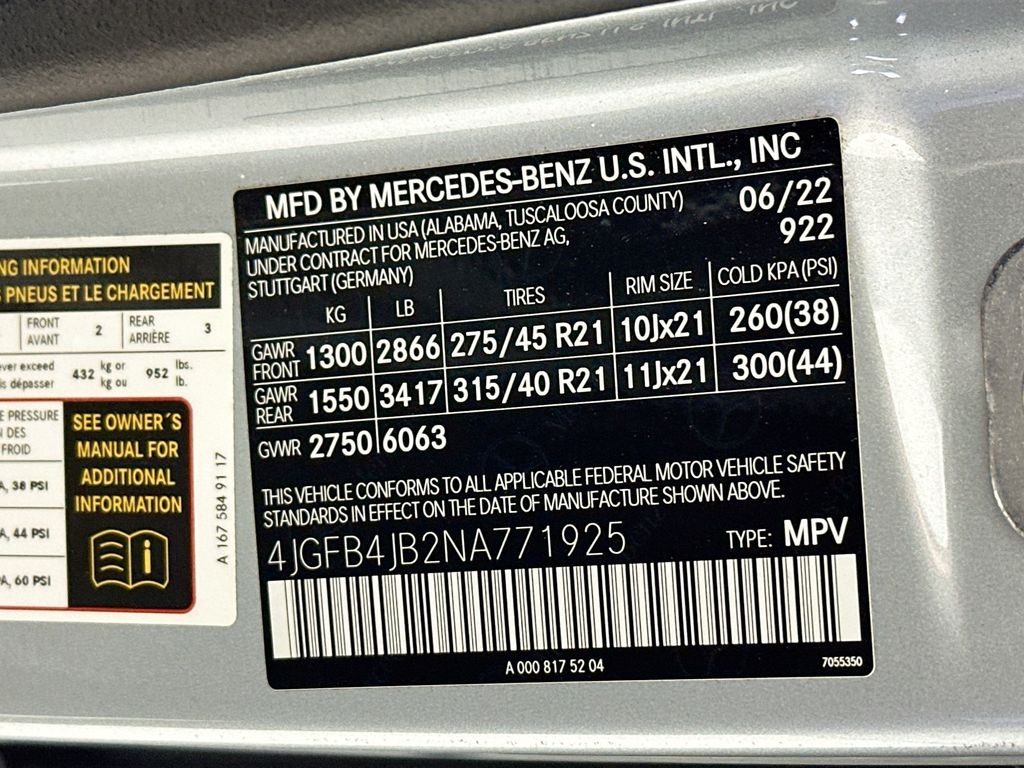 NG INFORMATION
PNEUS ET LE CHARGEMENT
FRONT AVANT 2 REAR ARRIÈRE 3
ever exceed 432 kg or 952 lbs.
dépasser kg ou lb.
PRESSURE
DES
FROID
38 PSI
44 PSI
60 PSI
SEE OWNER´S
MANUAL FOR
ADDITIONAL
INFORMATION
A 167 584 91 17
MFD BY MERCEDES-BENZ U.S. INTL., INC
MANUFACTURED IN USA (ALABAMA, TUSCALOOSA COUNTY) 06/22
UNDER CONTRACT FOR MERCEDES-BENZ AG, 922
STUTTGART (GERMANY)
KG LB TIRES RIM SIZE COLD KPA (PSI)
GAWR FRONT 1300 2866 275/45 R21 10Jx21 260(38)
GAWR REAR 1550 3417 315/40 R21 11Jx21 300(44)
GVWR 2750 6063
THIS VEHICLE CONFORMS TO ALL APPLICABLE FEDERAL MOTOR VEHICLE SAFETY
STANDARDS IN EFFECT ON THE DATE OF MANUFACTURE SHOWN ABOVE.
4JGFB4JB2NA771925 TYPE: MPV
A 000 817 52 04 7055350